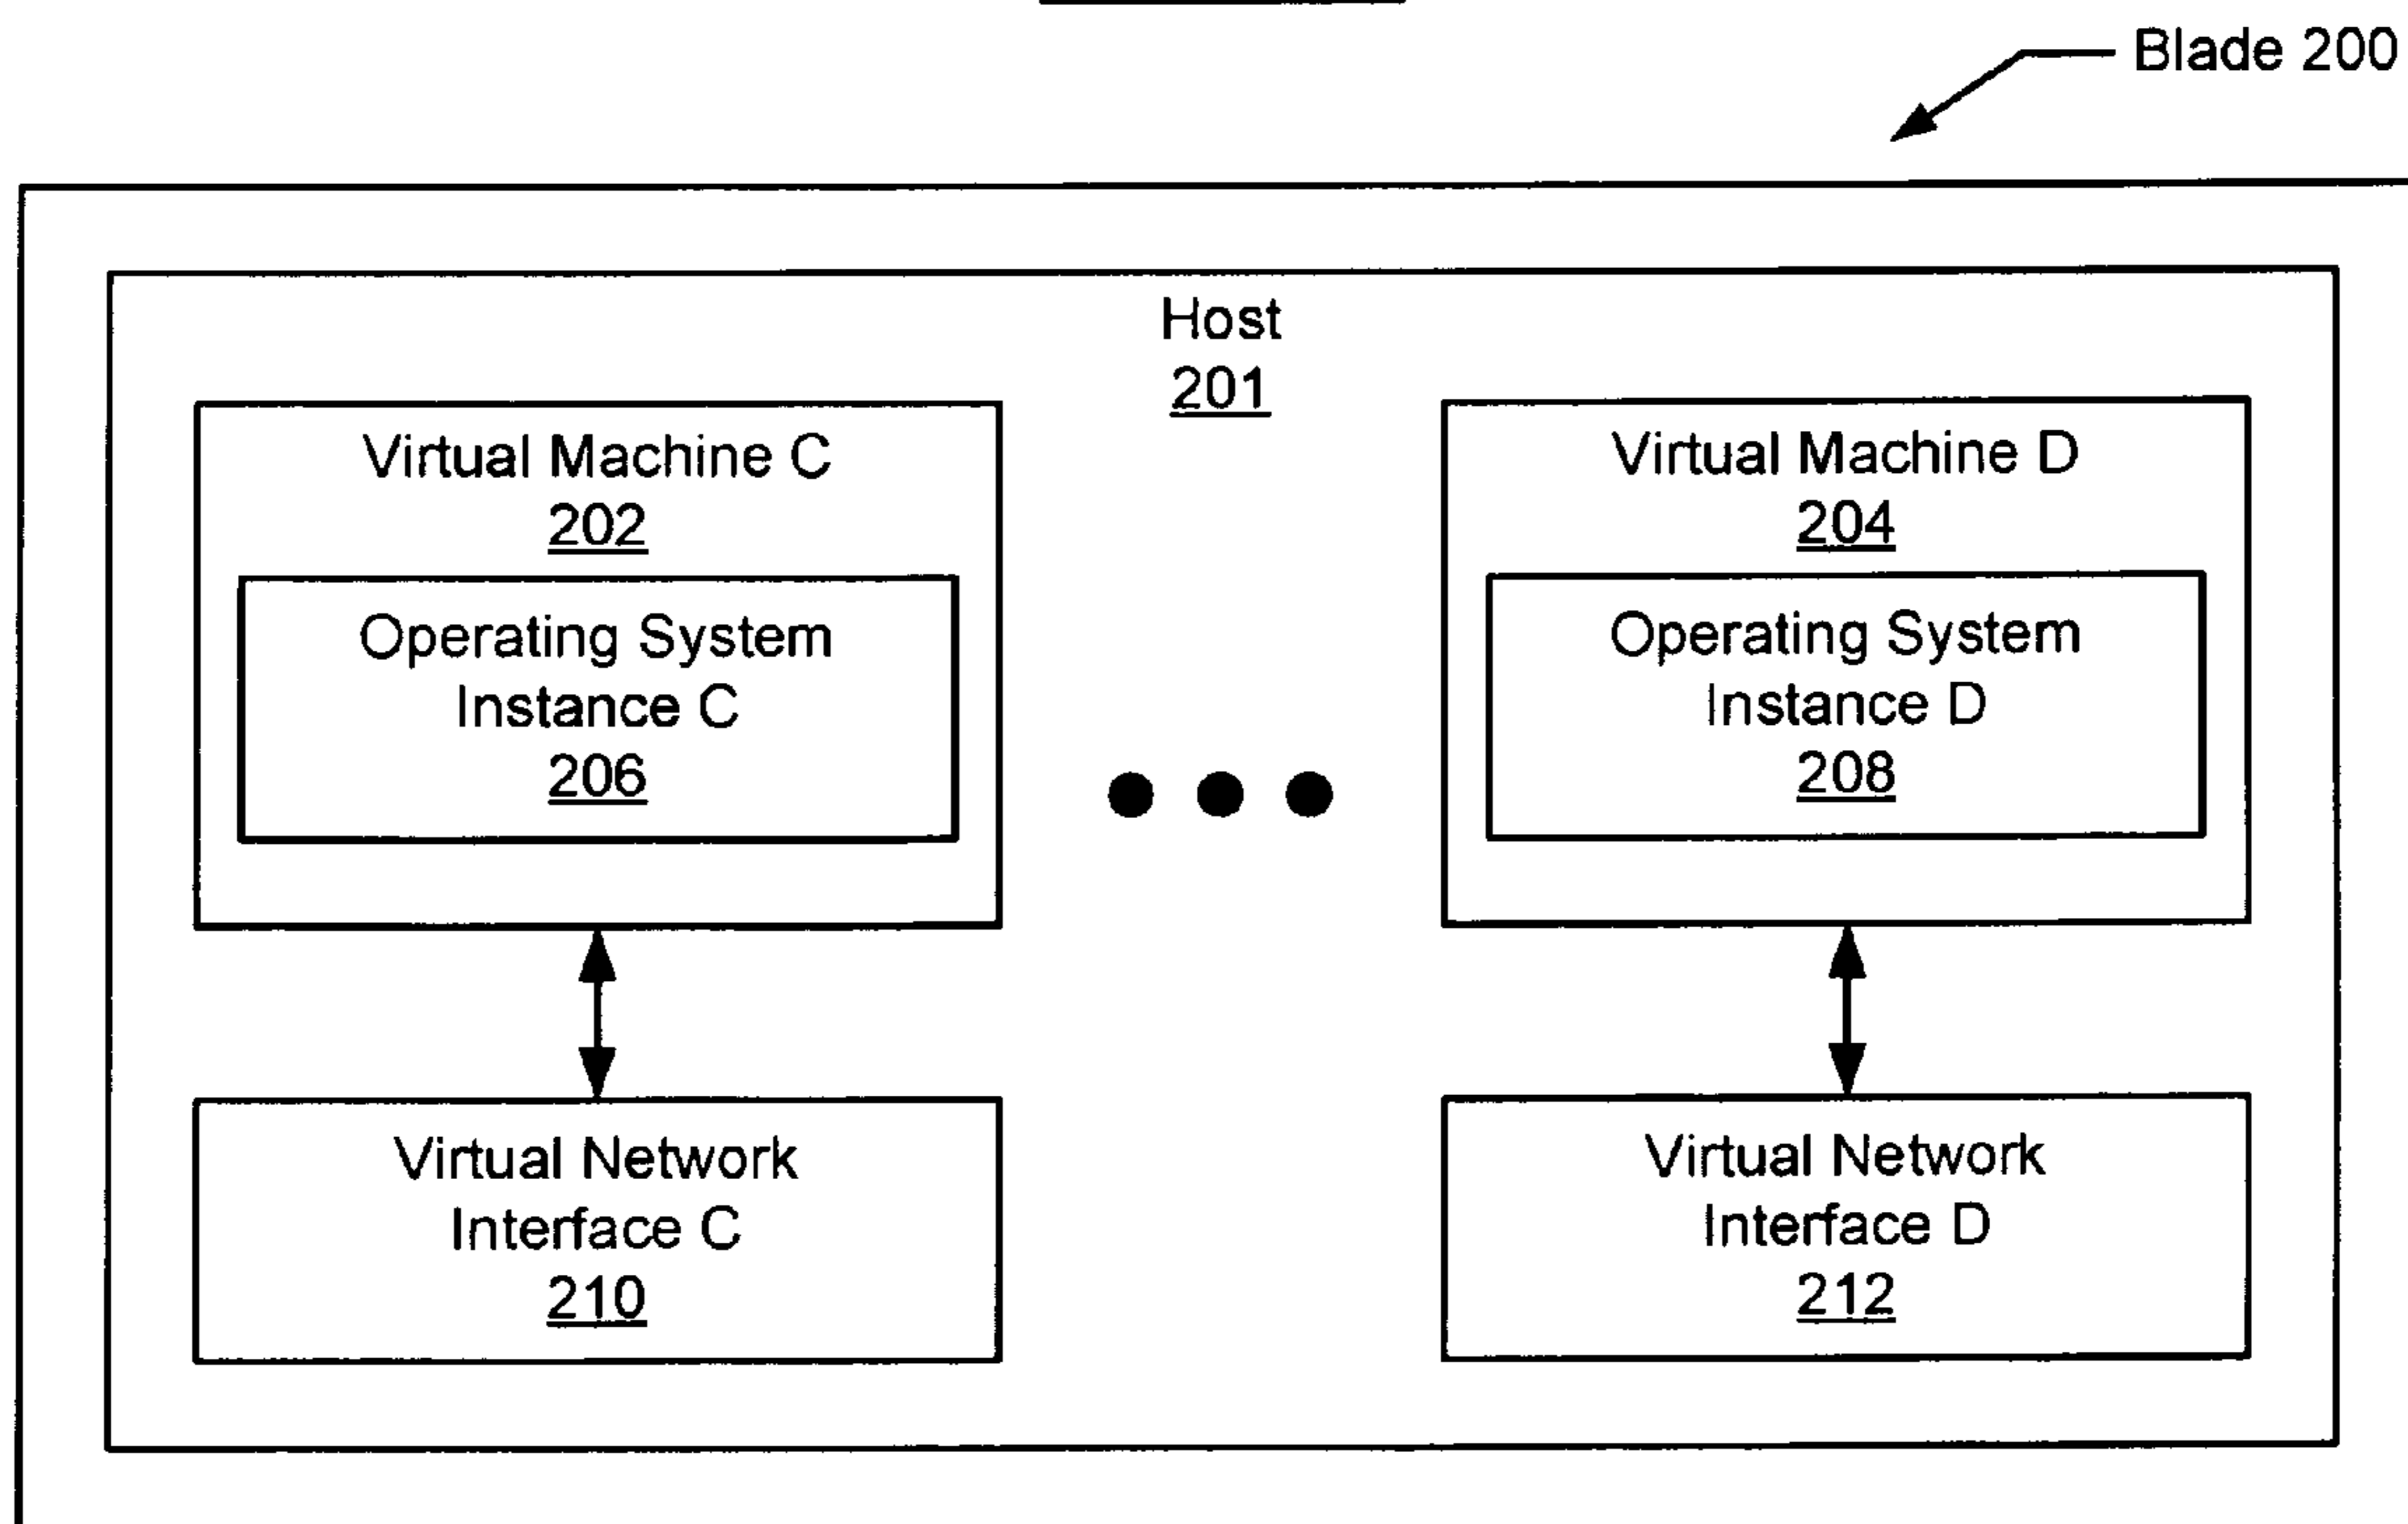 Blade 200
Host
201
Virtual Machine C
202
Operating System
Instance C
206
Virtual Machine D
204
Operating System
Instance D
208
Virtual Network
Interface C
210
Virtual Network
Interface D
212